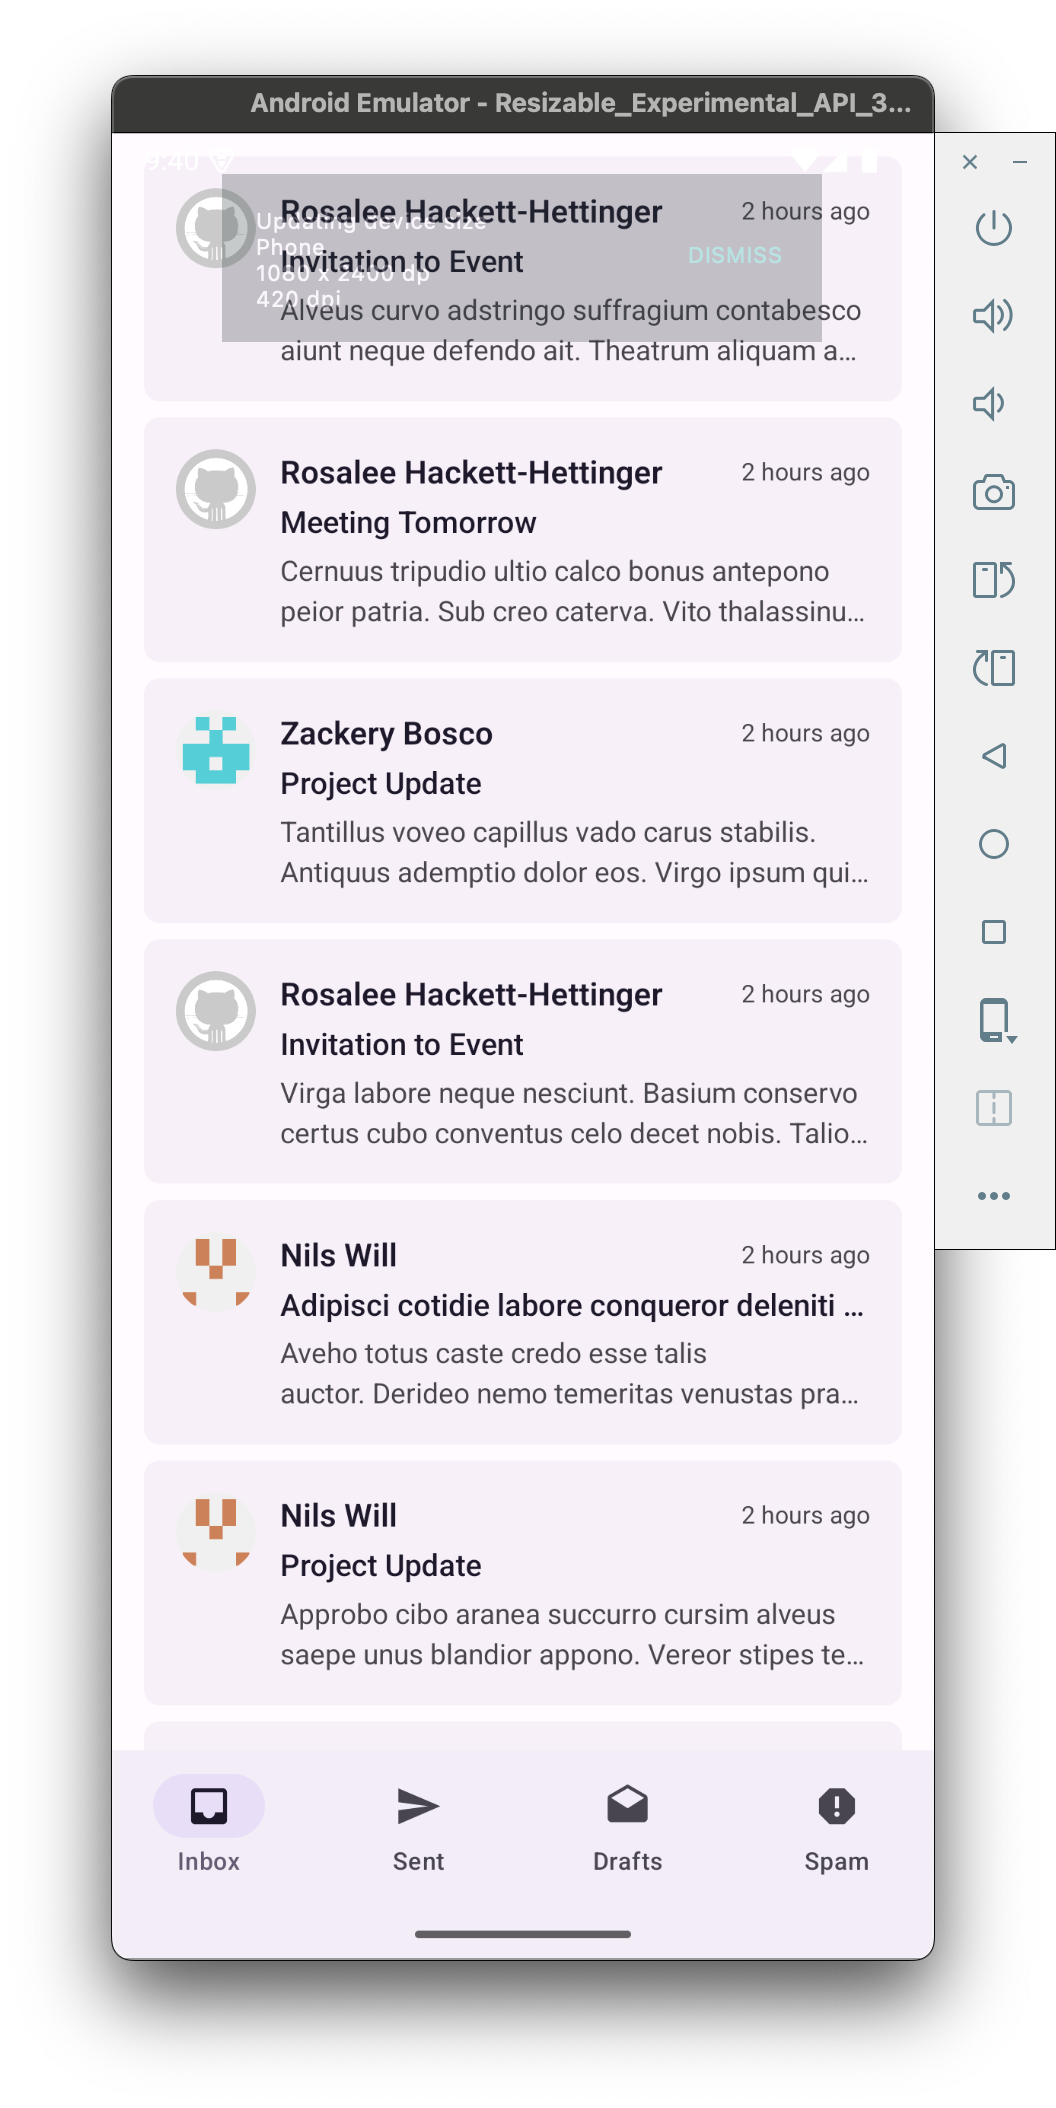 Android Emulator - Resizable_Experimental_API_3...
9:40
Rosalee Hackett-Hettinger
2 hours ago
Updating device size
Phone
1080 x 2400 dp
420 dpi
DISMISS
Invitation to Event
Alveus curvo adstringo suffragium contabesco
aiunt neque defendo ait. Theatrum aliquam a...
Rosalee Hackett-Hettinger
2 hours ago
Meeting Tomorrow
Cernuus tripudio ultio calco bonus antepono
peior patria. Sub creo caterva. Vito thalassinu...
Zackery Bosco
2 hours ago
Project Update
Tantillus voveo capillus vado carus stabilis.
Antiquus ademptio dolor eos. Virgo ipsum qui...
Rosalee Hackett-Hettinger
2 hours ago
Invitation to Event
Virga labore neque nesciunt. Basium conservo
certus cubo conventus celo decet nobis. Talio...
Nils Will
2 hours ago
Adipisci cotidie labore conqueror deleniti ...
Aveho totus caste credo esse talis
auctor. Derideo nemo temeritas venustas pra...
Nils Will
2 hours ago
Project Update
Approbo cibo aranea succurro cursim alveus
saepe unus blandior appono. Vereor stipes te...
Inbox
Sent
Drafts
Spam